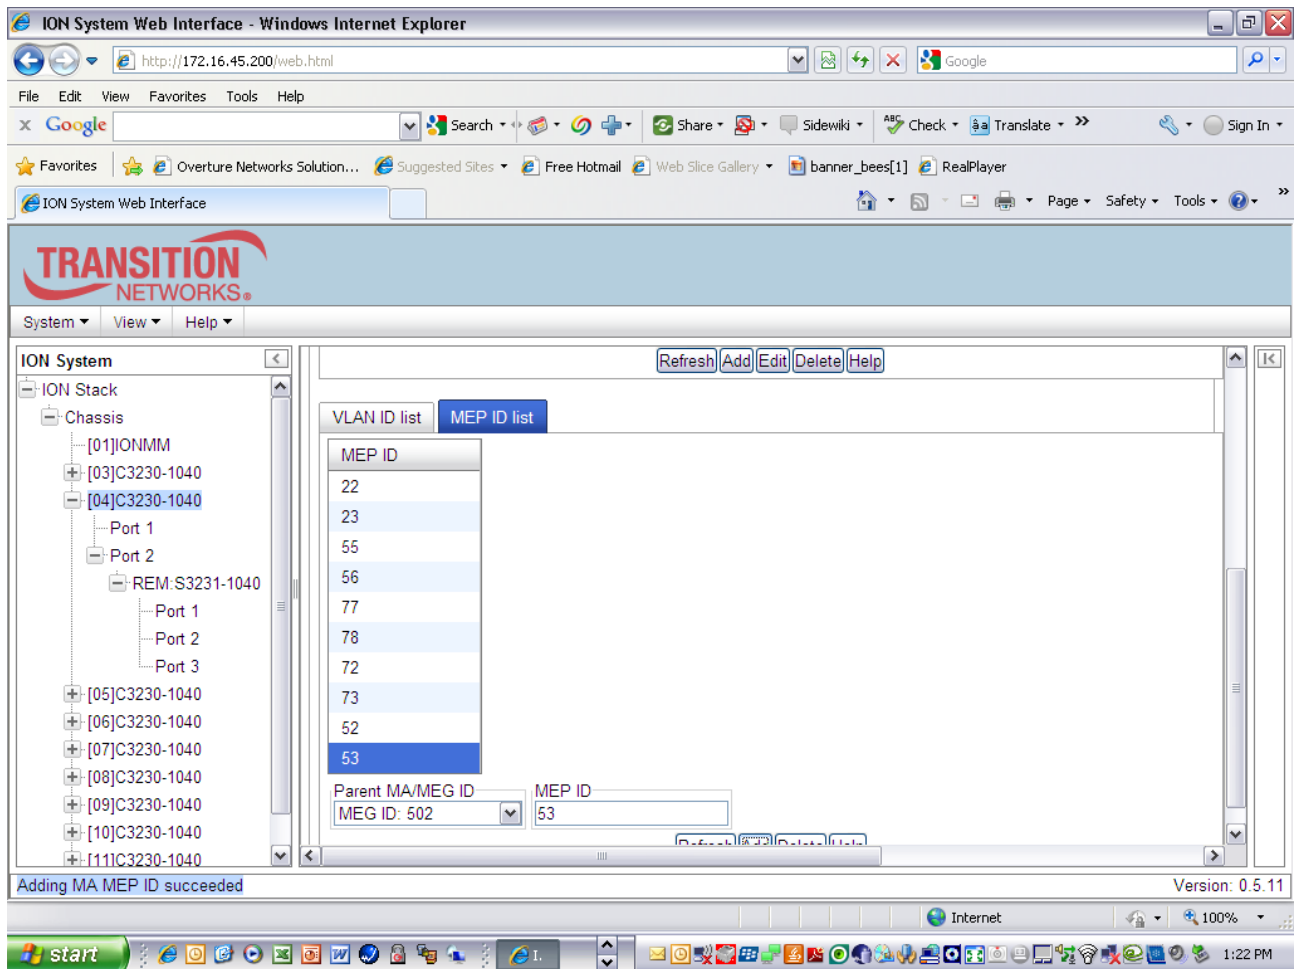 ION System Web Interface - Windows Internet Explorer
http://172.16.45.200/web.html
Google
File Edit View Favorites Tools Help
x Google Search Share Sidewiki Check Translate Sign In
Favorites Overture Networks Solution... Suggested Sites Free Hotmail Web Slice Gallery banner_bees[1] RealPlayer
ION System Web Interface Page Safety Tools
TRANSITION
NETWORKS®
System View Help
ION System
ION Stack
Chassis
[01]IONMM
[03]C3230-1040
[04]C3230-1040
Port 1
Port 2
REM:S3231-1040
Port 1
Port 2
Port 3
[05]C3230-1040
[06]C3230-1040
[07]C3230-1040
[08]C3230-1040
[09]C3230-1040
[10]C3230-1040
[11]C3230-1040
Refresh Add Edit Delete Help
VLAN ID list MEP ID list
MEP ID
22
23
55
56
77
78
72
73
52
53
Parent MA/MEG ID MEP ID
MEG ID: 502 53
Refresh Add Delete Help
Adding MA MEP ID succeeded Version: 0.5.11
Internet 100%
start I. 1:22 PM